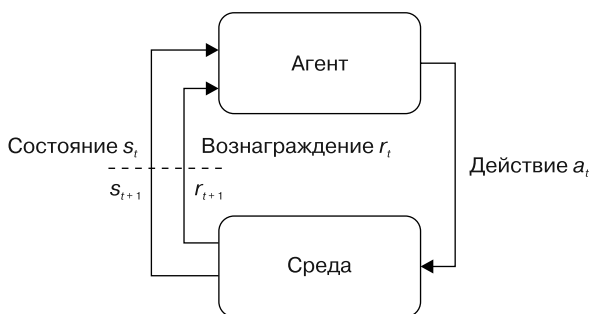 Агент
Состояние sₜ
Вознаграждение rₜ
Действие aₜ
sₜ₊₁
rₜ₊₁
Среда